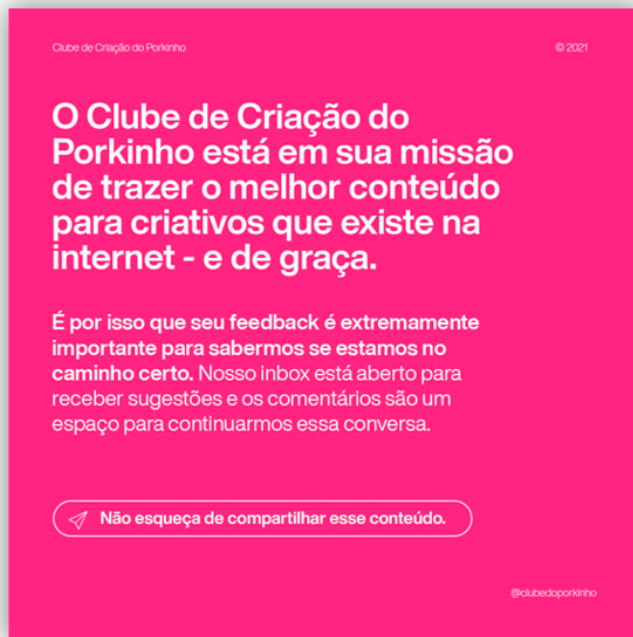 Clube de Criação do Porkinho
© 2021
O Clube de Criação do
Porkinho está em sua missão
de trazer o melhor conteúdo
para criativos que existe na
internet - e de graça.
É por isso que seu feedback é extremamente
importante para sabermos se estamos no
caminho certo. Nosso inbox está aberto para
receber sugestões e os comentários são um
espaço para continuarmos essa conversa.
Não esqueça de compartilhar esse conteúdo.
@clubedoporkinho